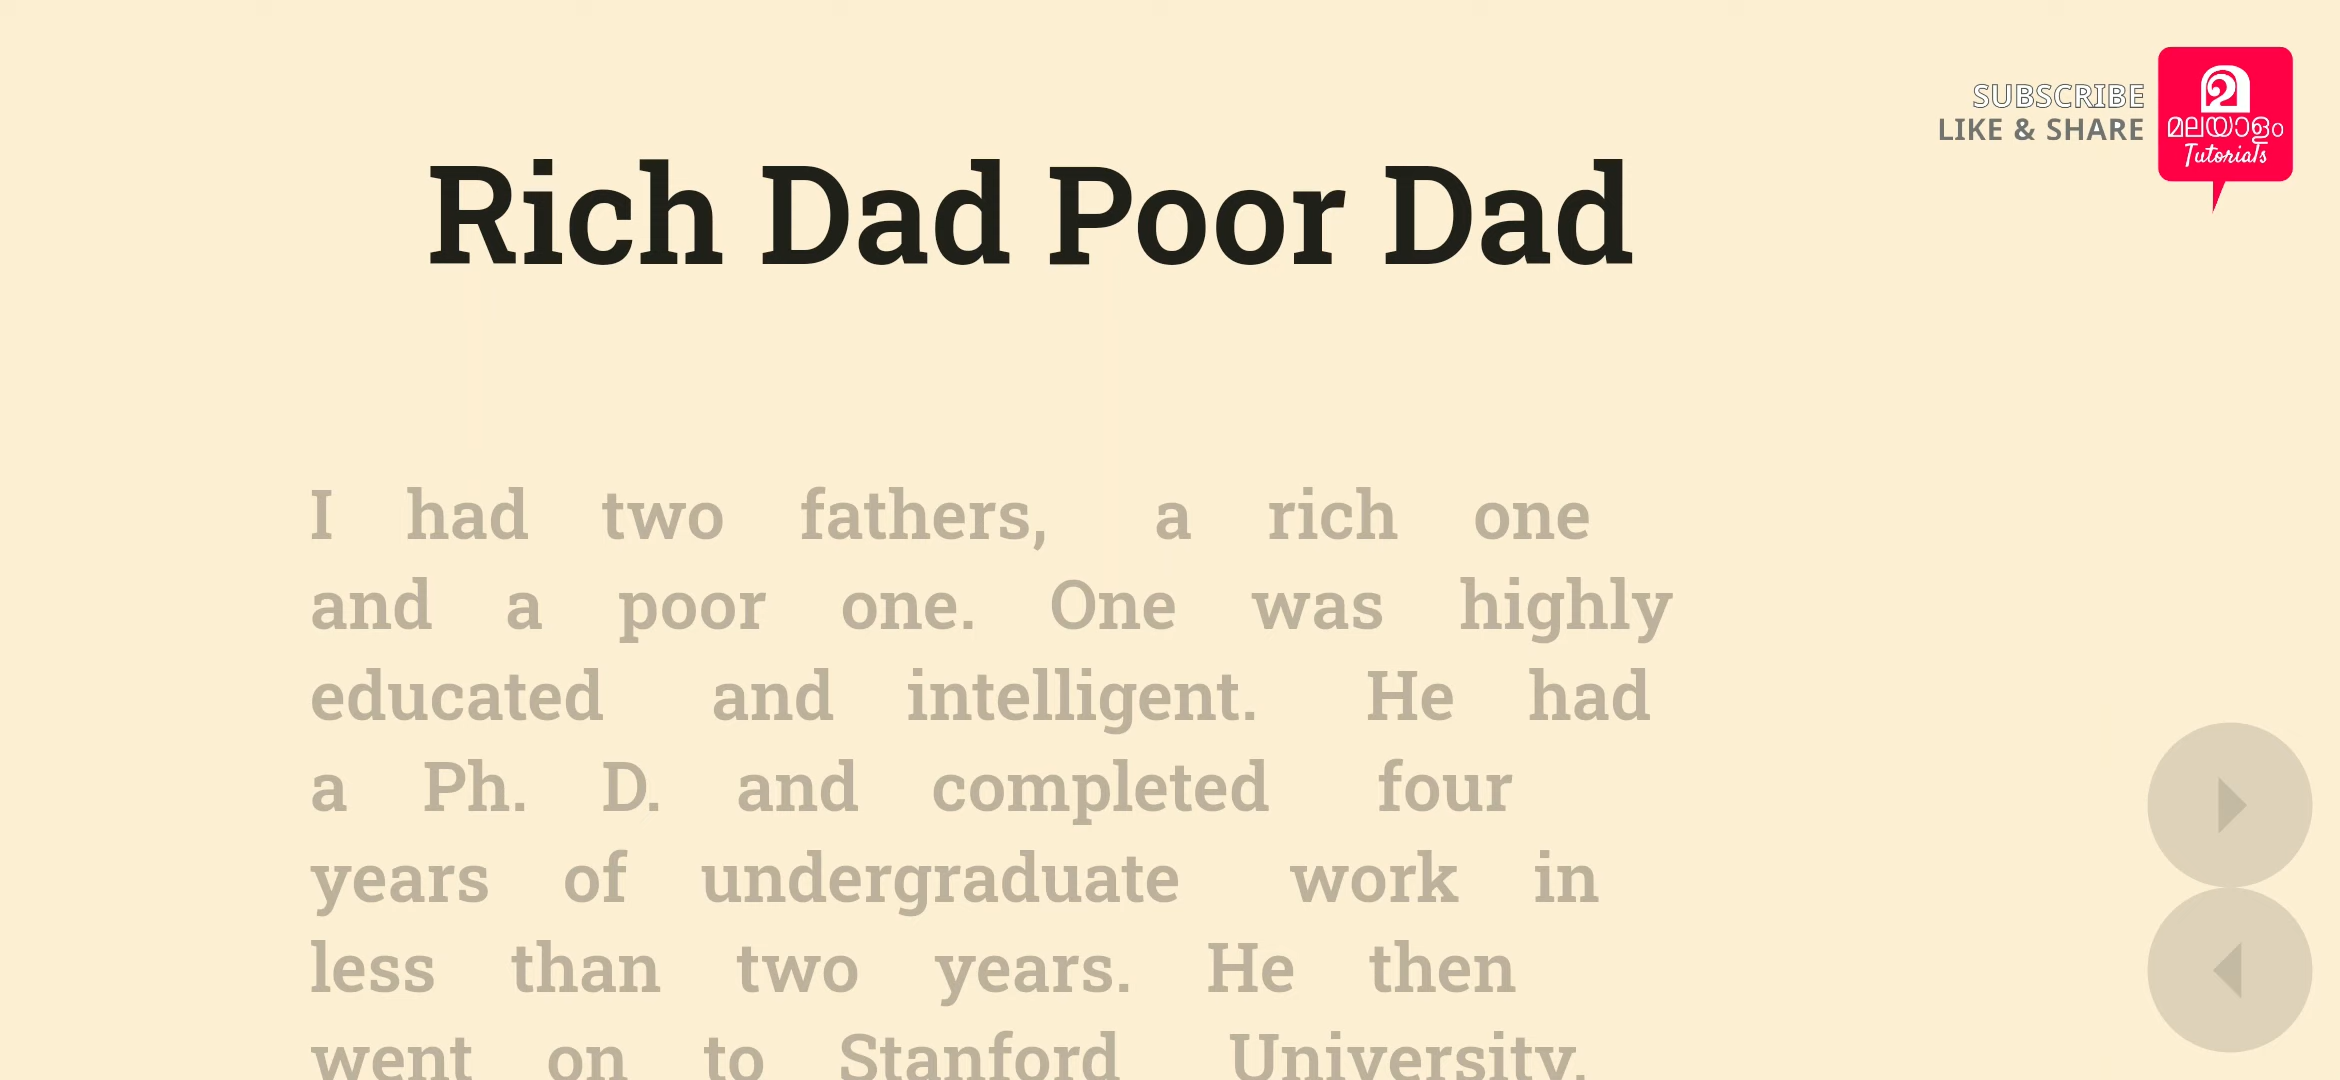 SUBSCRIBE
LIKE & SHARE
മ
മലയാളം
Tutorials
Rich Dad Poor Dad
I had two fathers, a rich one
and a poor one. One was highly
educated and intelligent. He had
a Ph. D. and completed four
years of undergraduate work in
less than two years. He then
went on to Stanford University,